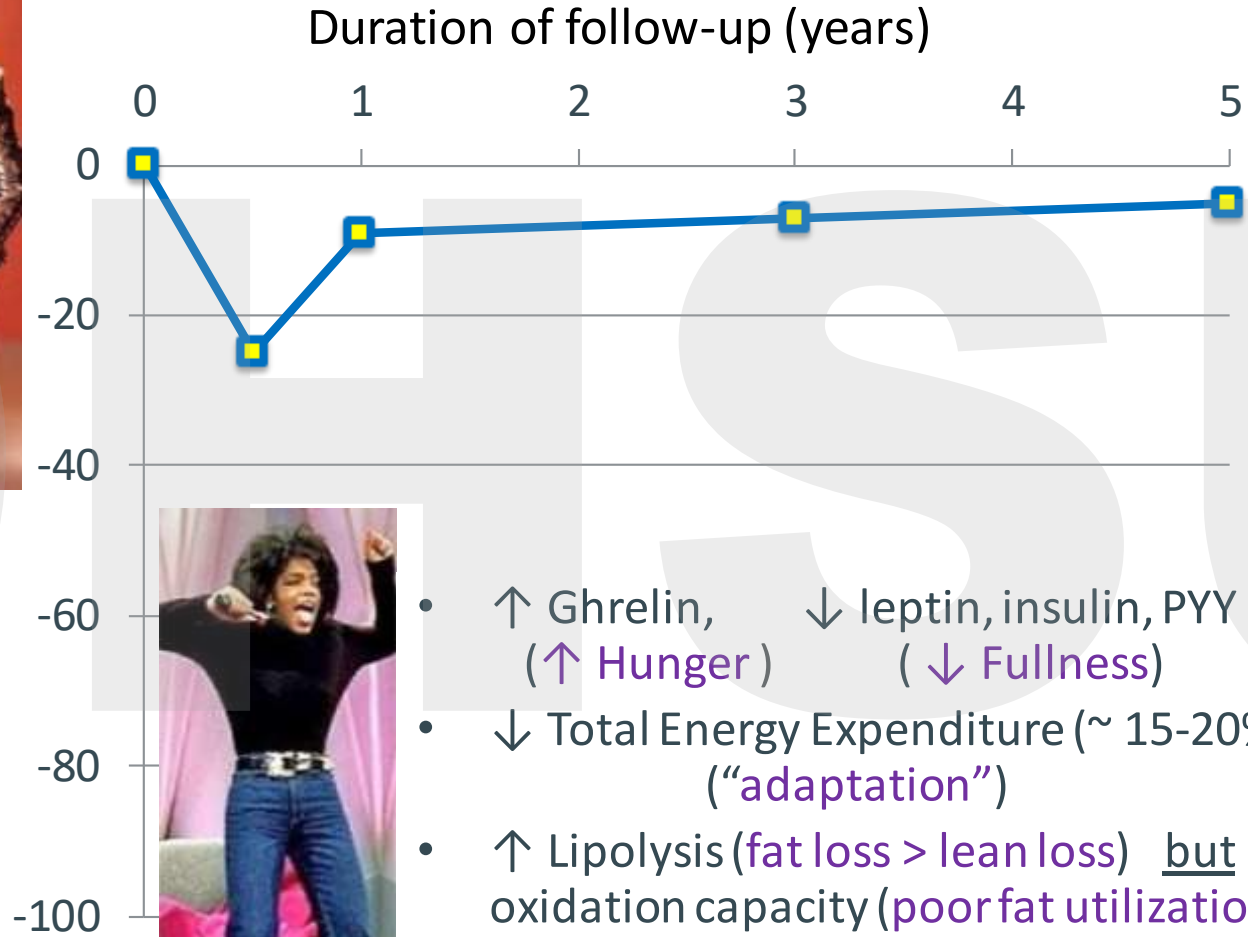 Duration of follow-up (years)
0 1 2 3 4 5
0
-20
-40
-60
-80
-100
• ↑ Ghrelin, ↓ leptin, insulin, PYY
(↑ Hunger ) ( ↓ Fullness)
• ↓ Total Energy Expenditure (~ 15-20%
(“adaptation”)
• ↑ Lipolysis (fat loss > lean loss) but
oxidation capacity (poor fat utilizatio
HSU